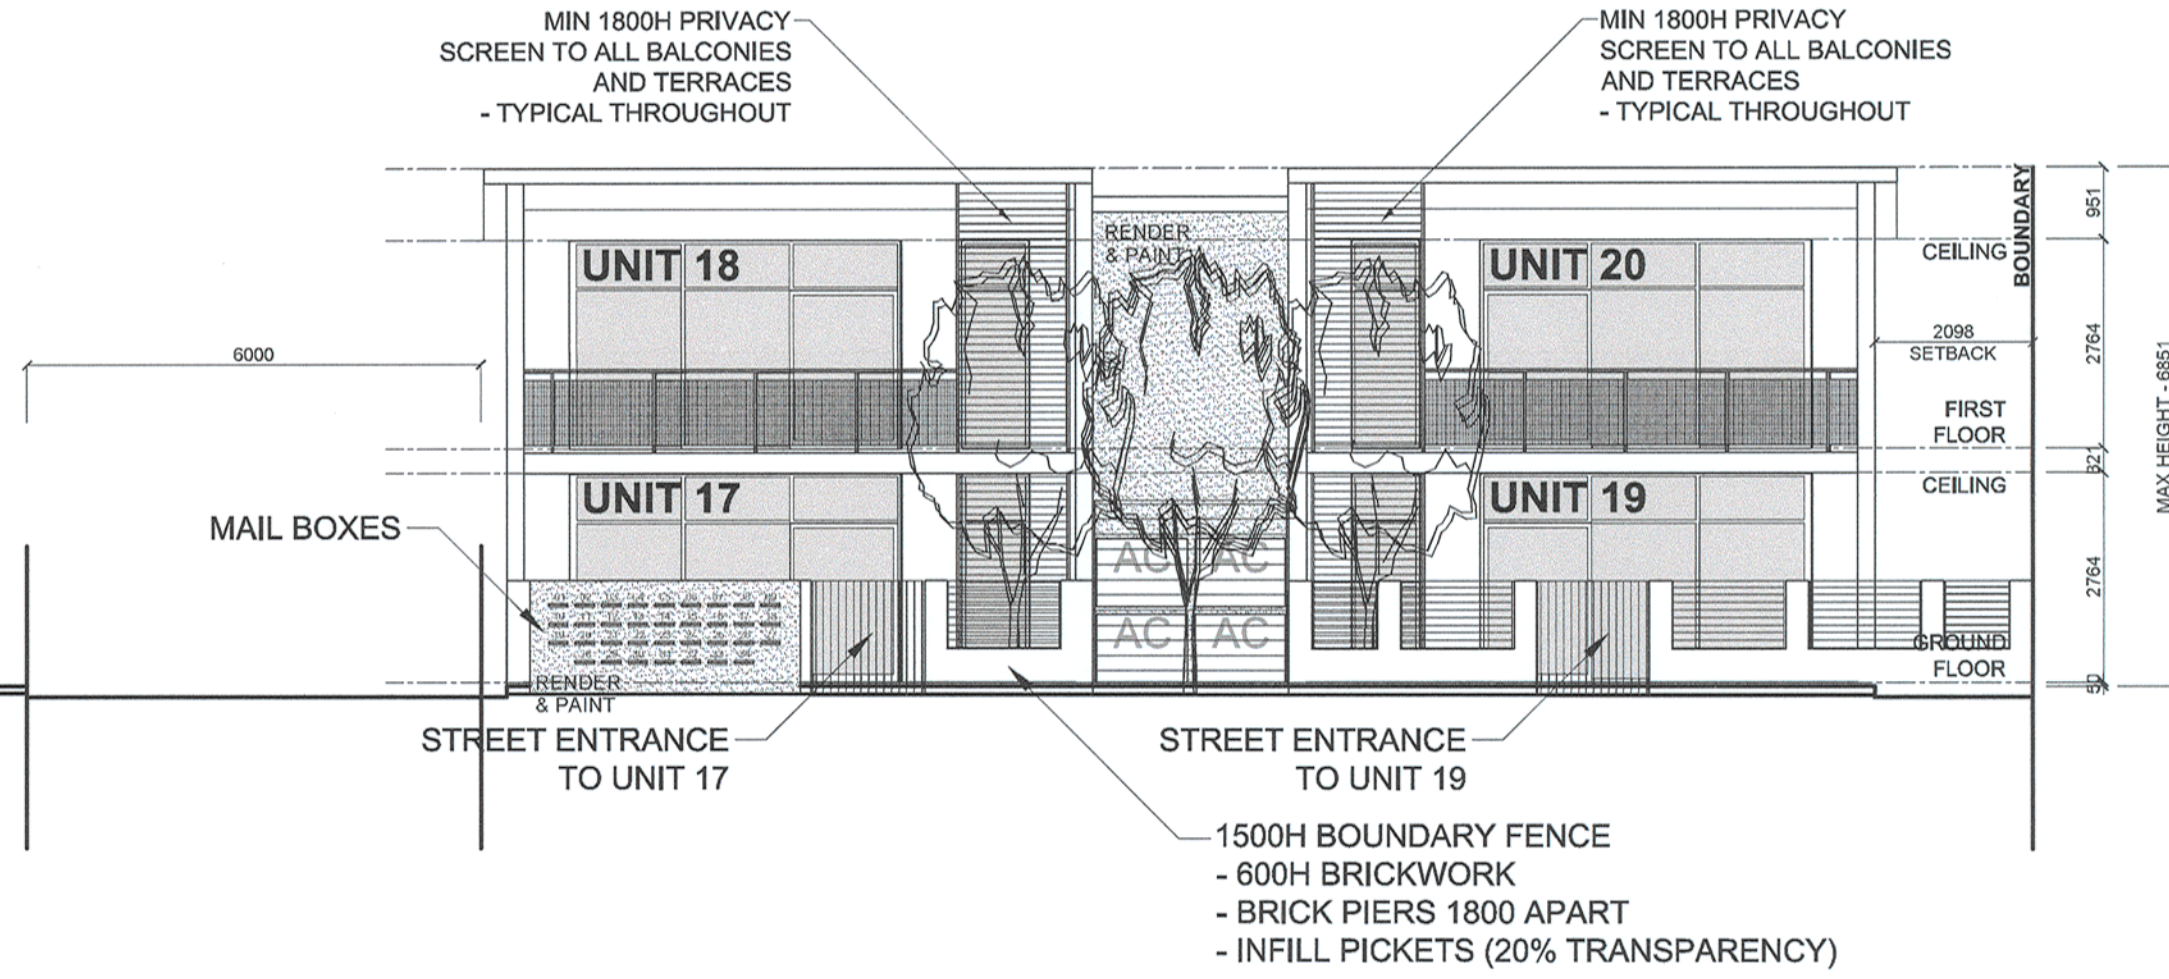 MIN 1800H PRIVACY
SCREEN TO ALL BALCONIES
AND TERRACES
- TYPICAL THROUGHOUT
MIN 1800H PRIVACY
SCREEN TO ALL BALCONIES
AND TERRACES
- TYPICAL THROUGHOUT
BOUNDARY
951
RENDER
& PAINT
UNIT 18
UNIT 20
CEILING
6000
2098
SETBACK
2764
MAX HEIGHT - 6851
FIRST
FLOOR
321
UNIT 17
UNIT 19
CEILING
MAIL BOXES
AC AC
2764
AC AC
GROUND
FLOOR
50
RENDER
& PAINT
STREET ENTRANCE
TO UNIT 17
STREET ENTRANCE
TO UNIT 19
1500H BOUNDARY FENCE
- 600H BRICKWORK
- BRICK PIERS 1800 APART
- INFILL PICKETS (20% TRANSPARENCY)